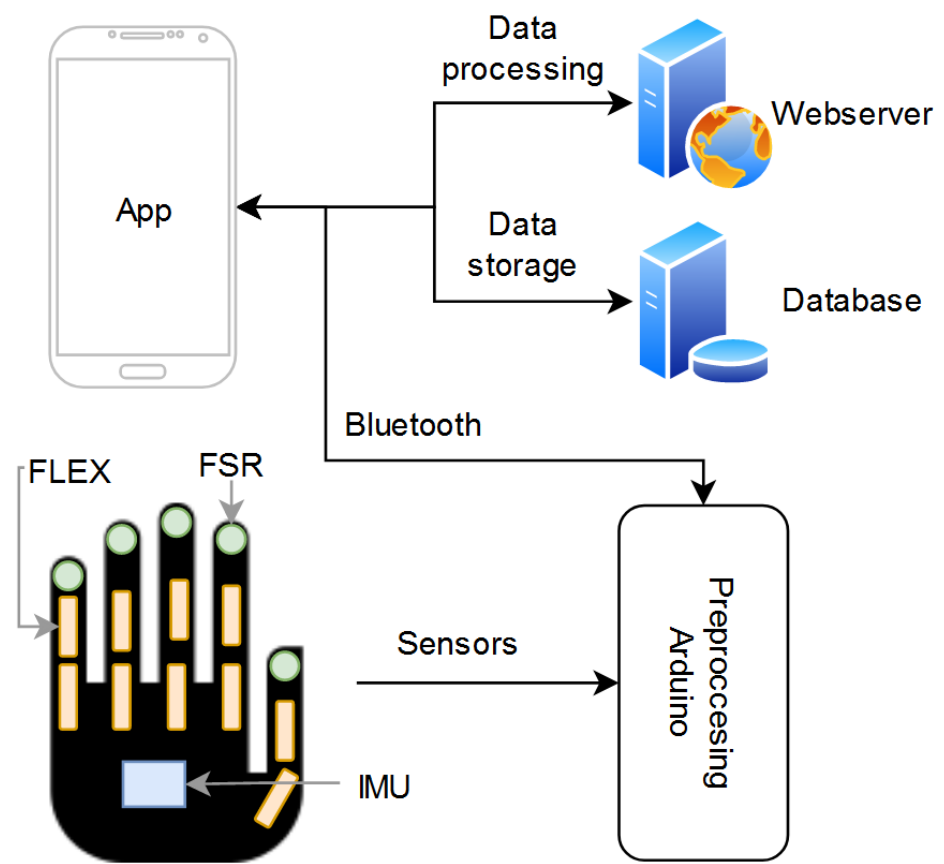 Data
processing
Webserver
App
Data
storage
Database
Bluetooth
FLEX
FSR
Sensors
Preproccesing
Arduino
IMU